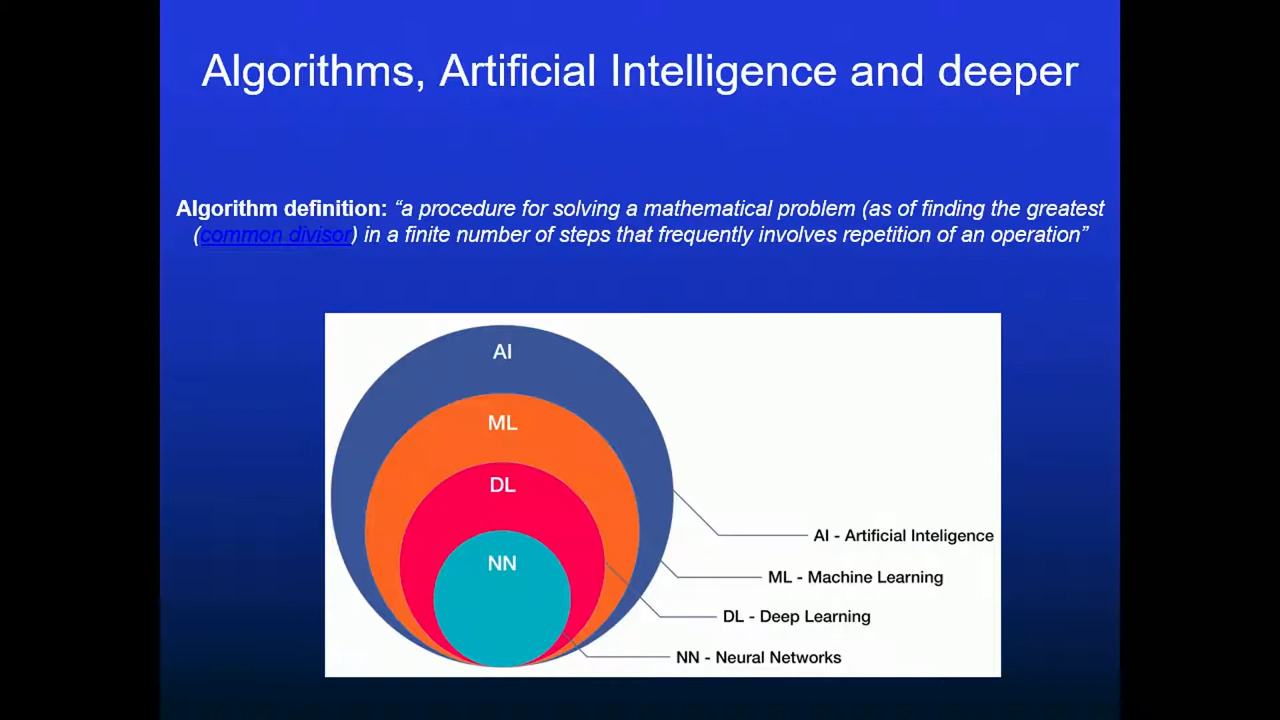 Algorithms, Artificial Intelligence and deeper
Algorithm definition: “a procedure for solving a mathematical problem (as of finding the greatest
(common divisor) in a finite number of steps that frequently involves repetition of an operation”
AI
ML
DL
NN
AI - Artificial Inteligence
ML - Machine Learning
DL - Deep Learning
NN - Neural Networks